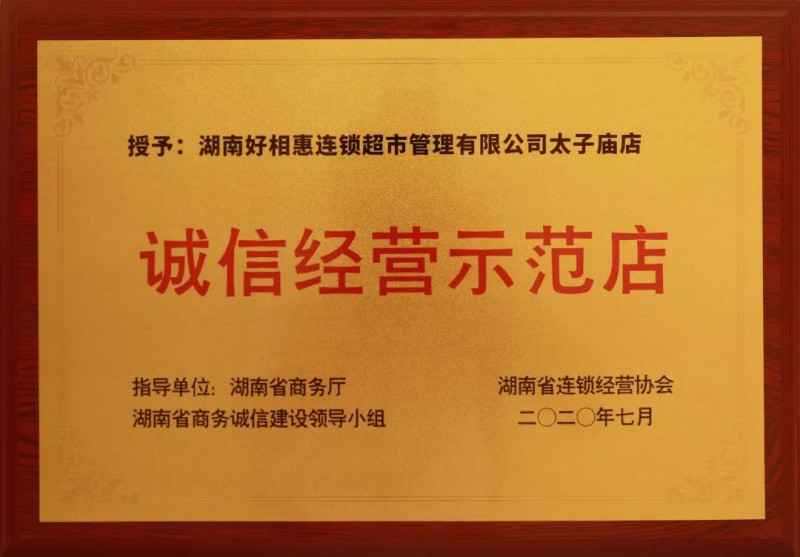 授予：湖南好相惠连锁超市管理有限公司太子庙店
诚信经营示范店
指导单位：湖南省商务厅
湖南省商务诚信建设领导小组
湖南省连锁经营协会
二〇二〇年七月